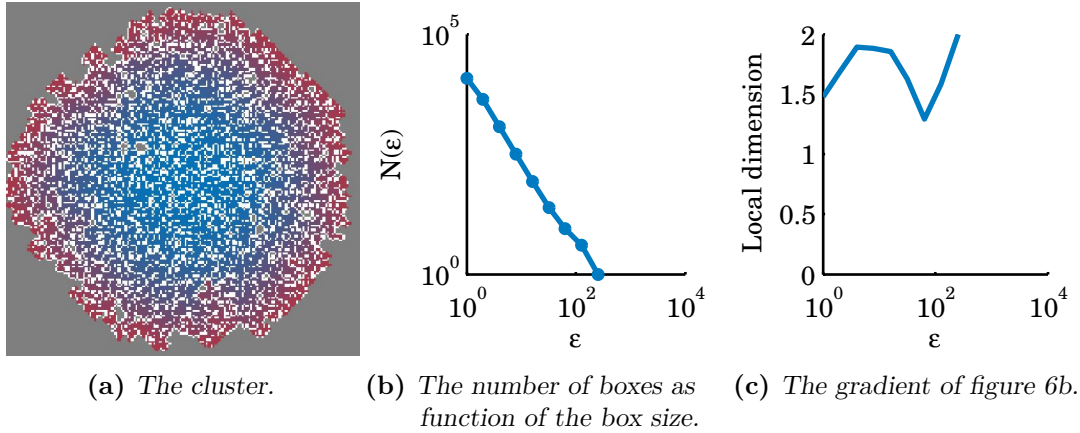 10^5
N(ε)
10^0
10^0 10^2 10^4
ε
2
1.5
1
0.5
0
Local dimension
10^0 10^2 10^4
ε
(a) The cluster.
(b) The number of boxes as
function of the box size.
(c) The gradient of figure 6b.